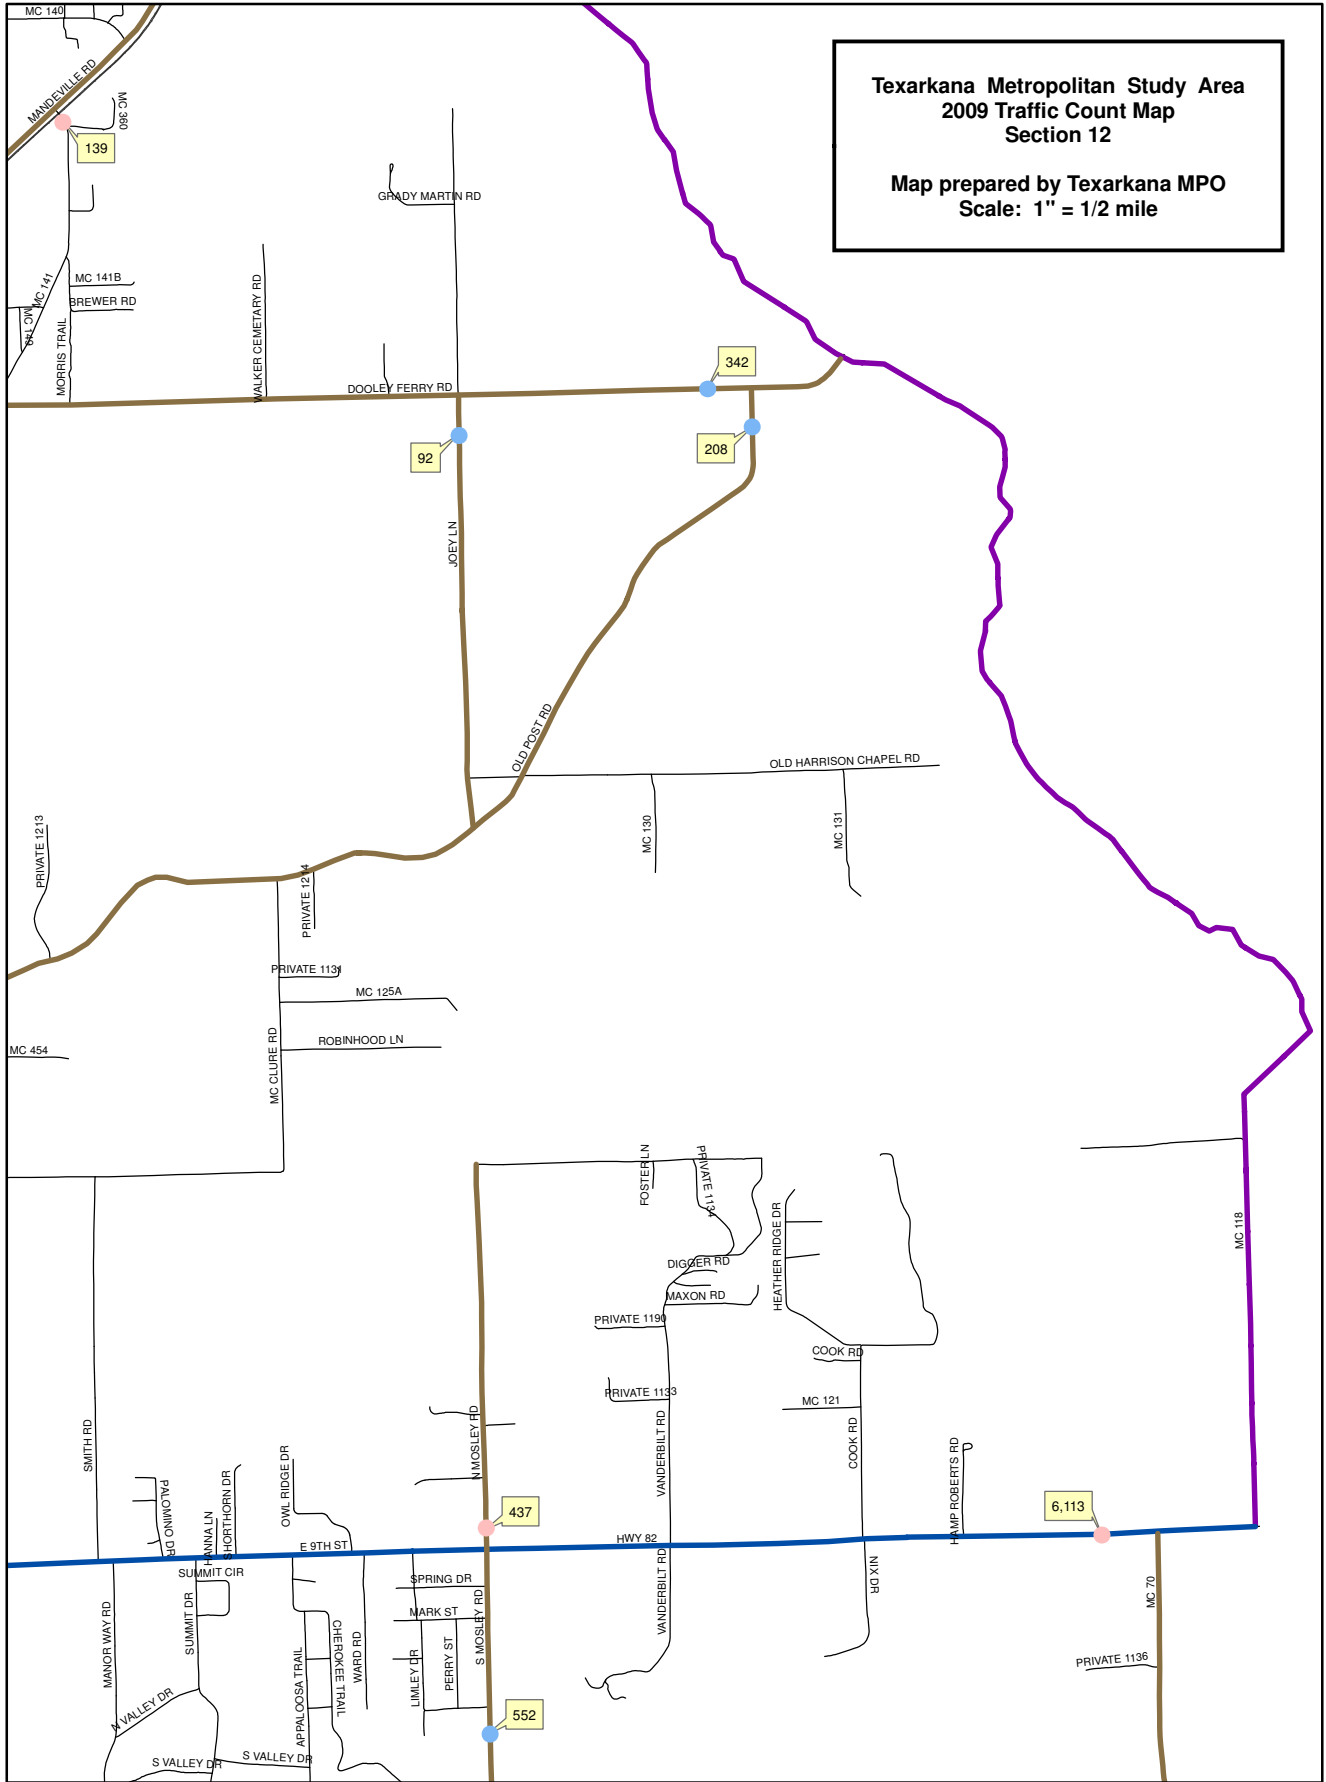 MC 140
MANDEVILLE RD
MC 360
139
Texarkana Metropolitan Study Area
2009 Traffic Count Map
Section 12
Map prepared by Texarkana MPO
Scale: 1" = 1/2 mile
GRADY MARTIN RD
MC 141
MC 141B
BREWER RD
MC 149
MORRIS TRAIL
WALKER CEMETARY RD
DOOLEY FERRY RD
342
92
208
JOEY LN
OLD POST RD
OLD HARRISON CHAPEL RD
MC 130
MC 131
PRIVATE 1213
PRIVATE 1214
PRIVATE 1131
MC 125A
ROBINHOOD LN
MC 454
MC CLURE RD
FOSTER LN
PRIVATE 1134
HEATHER RIDGE DR
MC 118
DIGGER RD
MAXON RD
PRIVATE 1190
COOK RD
PRIVATE 1133
MC 121
SMITH RD
N MOSLEY RD
VANDERBILT RD
COOK RD
HAMP ROBERTS RD
PALOMINO DR
HANNA LN
SHORTHORN DR
OWL RIDGE DR
437
6,113
E 9TH ST
HWY 82
SUMMIT CIR
SPRING DR
MARK ST
MANOR WAY RD
SUMMIT DR
APPALOOSA TRAIL
CHEROKEE TRAIL
WARD RD
LIMLEY DR
PERRY ST
S MOSLEY RD
VANDERBILT RD
NIX DR
MC 70
PRIVATE 1136
N VALLEY DR
S VALLEY DR
S VALLEY DR
552